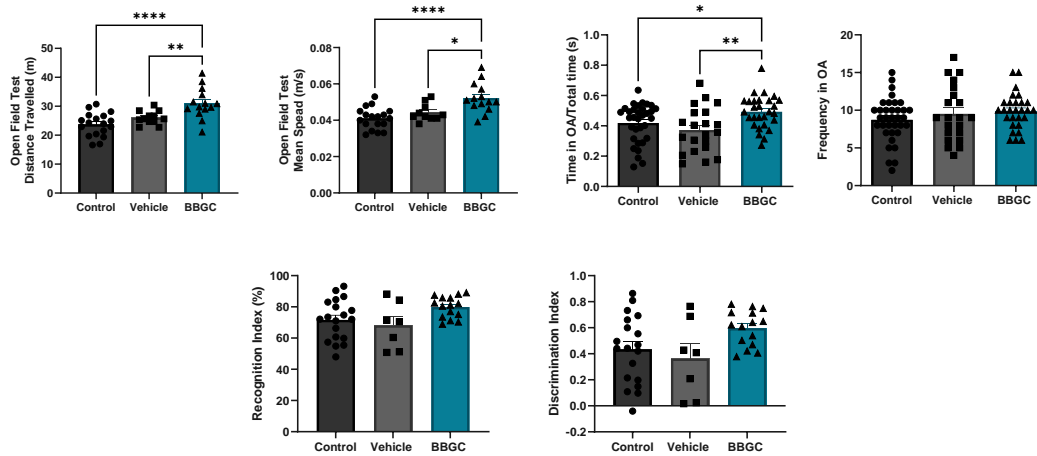 ****
**
Open Field Test
Distance Travelled (m)
50
40
30
20
10
0
Control Vehicle BBGC
****
*
Open Field Test
Mean Spead (m/s)
0.08
0.06
0.04
0.02
0.00
Control Vehicle BBGC
*
**
Time in OA/Total time (s)
1.0
0.8
0.6
0.4
0.2
0.0
Control Vehicle BBGC
Frequency in OA
20
15
10
5
0
Control Vehicle BBGC
Recognition Index (%)
100
80
60
40
20
0
Control Vehicle BBGC
Discrimination Index
1.0
0.8
0.6
0.4
0.2
0.0
-0.2
Control Vehicle BBGC